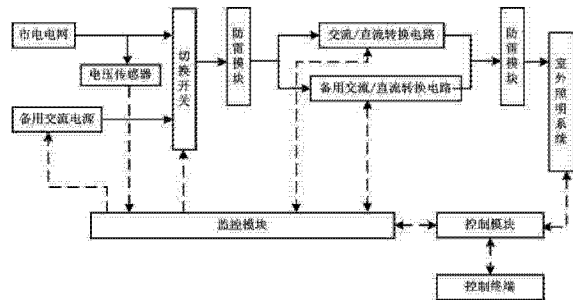 市电电网
电压传感器
备用交流电源
切换开关
防雷模块
交流/直流转换电路
备用交流/直流转换电路
防雷模块
室外照明系统
监控模块
控制模块
控制终端